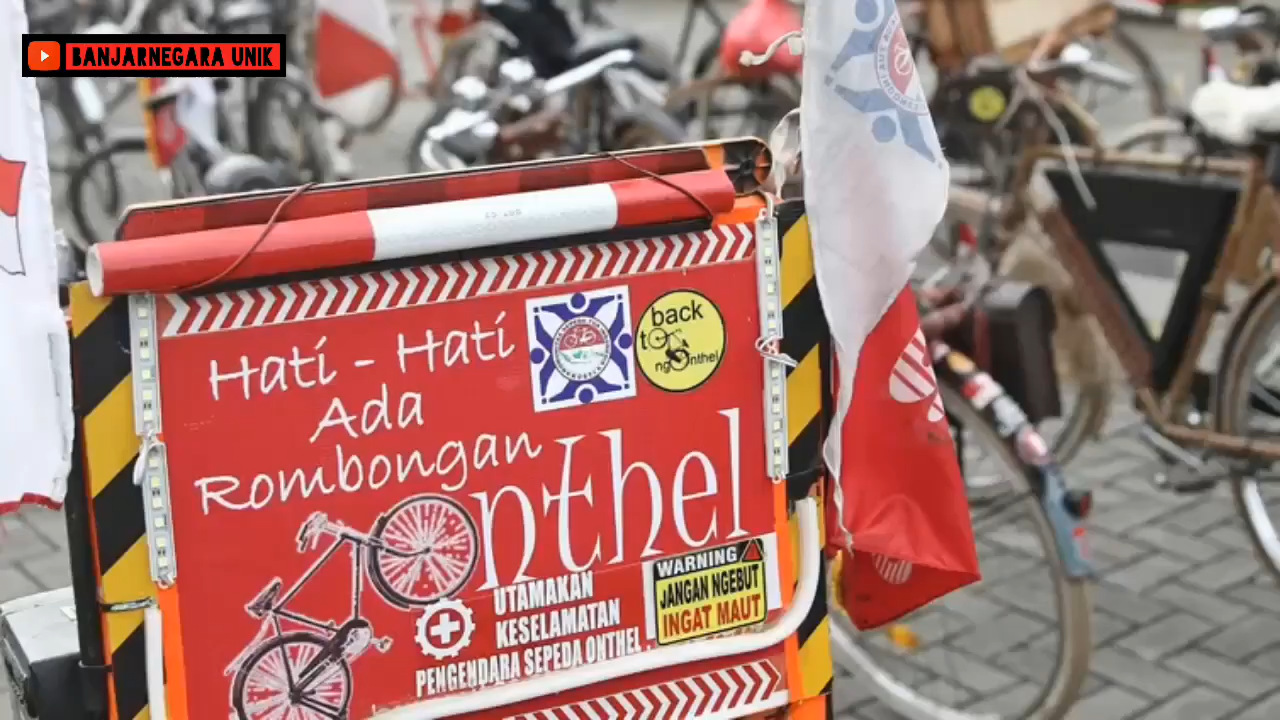 BANJARNEGARA UNIK
Hati - Hati
Ada
Rombongan
onthel
back
to
ngOnthel
UTAMAKAN
KESELAMATAN
PENGENDARA SEPEDA ONTHEL
WARNING
JANGAN NGEBUT
INGAT MAUT